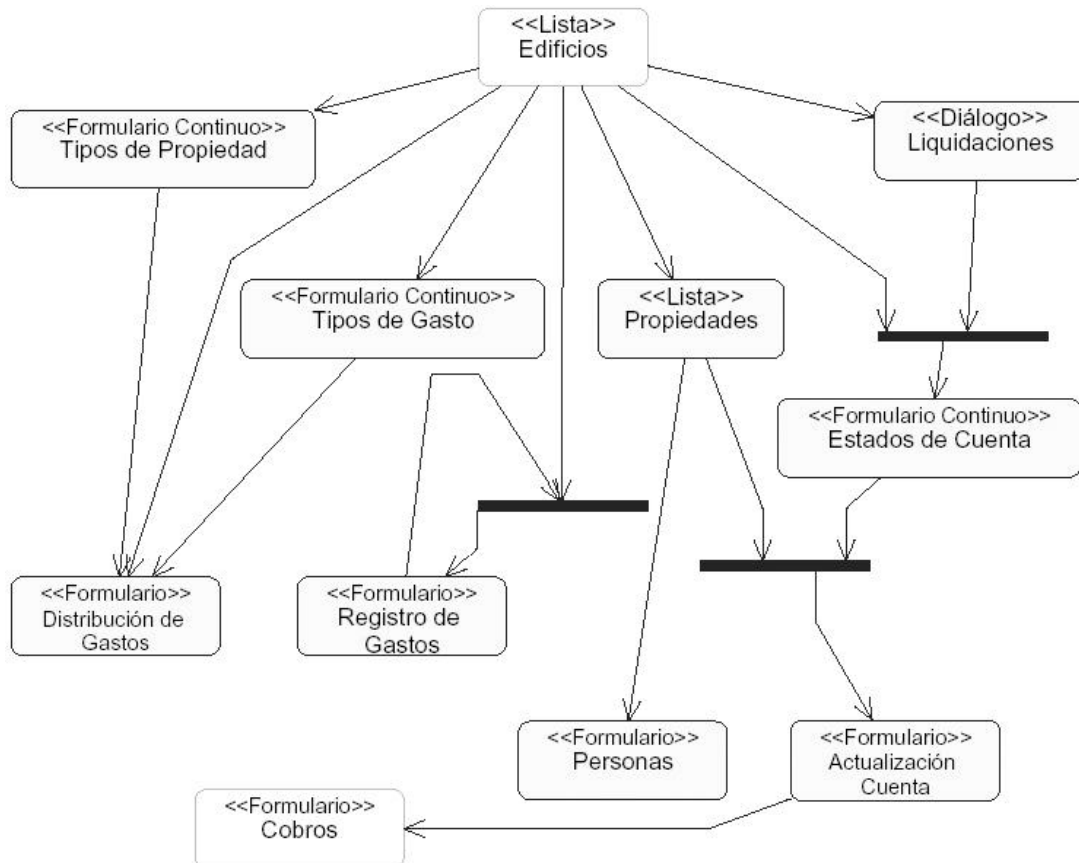 <<Lista>>
Edificios
<<Formulario Continuo>>
Tipos de Propiedad
<<Diálogo>>
Liquidaciones
<<Formulario Continuo>>
Tipos de Gasto
<<Lista>>
Propiedades
<<Formulario Continuo>>
Estados de Cuenta
<<Formulario>>
Distribución de
Gastos
<<Formulario>>
Registro de
Gastos
<<Formulario>>
Personas
<<Formulario>>
Actualización
Cuenta
<<Formulario>>
Cobros